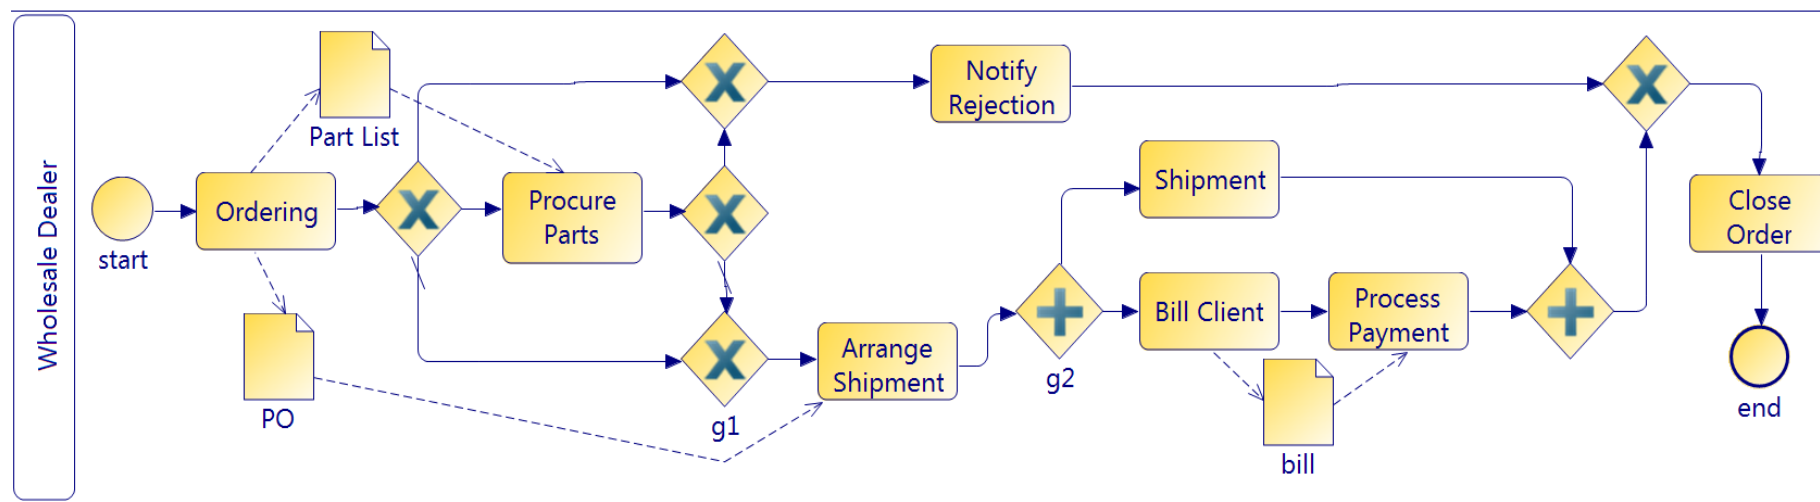 Wholesale Dealer
start
Ordering
Part List
PO
Procure
Parts
g1
Notify
Rejection
Arrange
Shipment
g2
Shipment
Bill Client
bill
Process
Payment
Close
Order
end